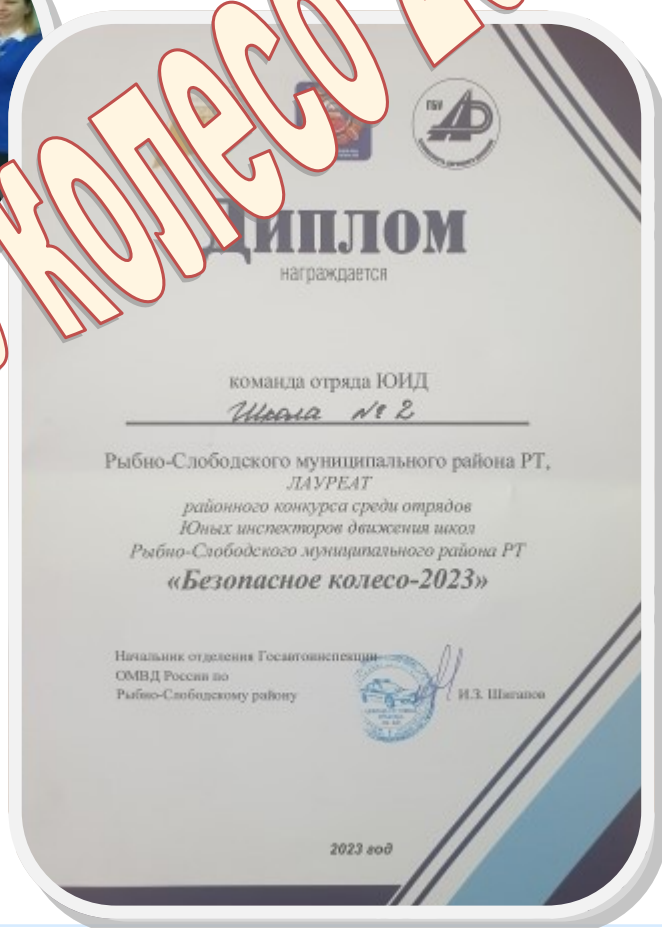 колесо
ГБУ
Диплом
награждается
команда отряда ЮИД
Школа № 2
Рыбно-Слободского муниципального района РТ,
ЛАУРЕАТ
районного конкурса среди отрядов
Юных инспекторов движения школ
Рыбно-Слободского муниципального района РТ
«Безопасное колесо-2023»
Начальник отделения Госавтоинспекции
ОМВД России по
Рыбно-Слободскому району
И.З. Шигапов
2023 год